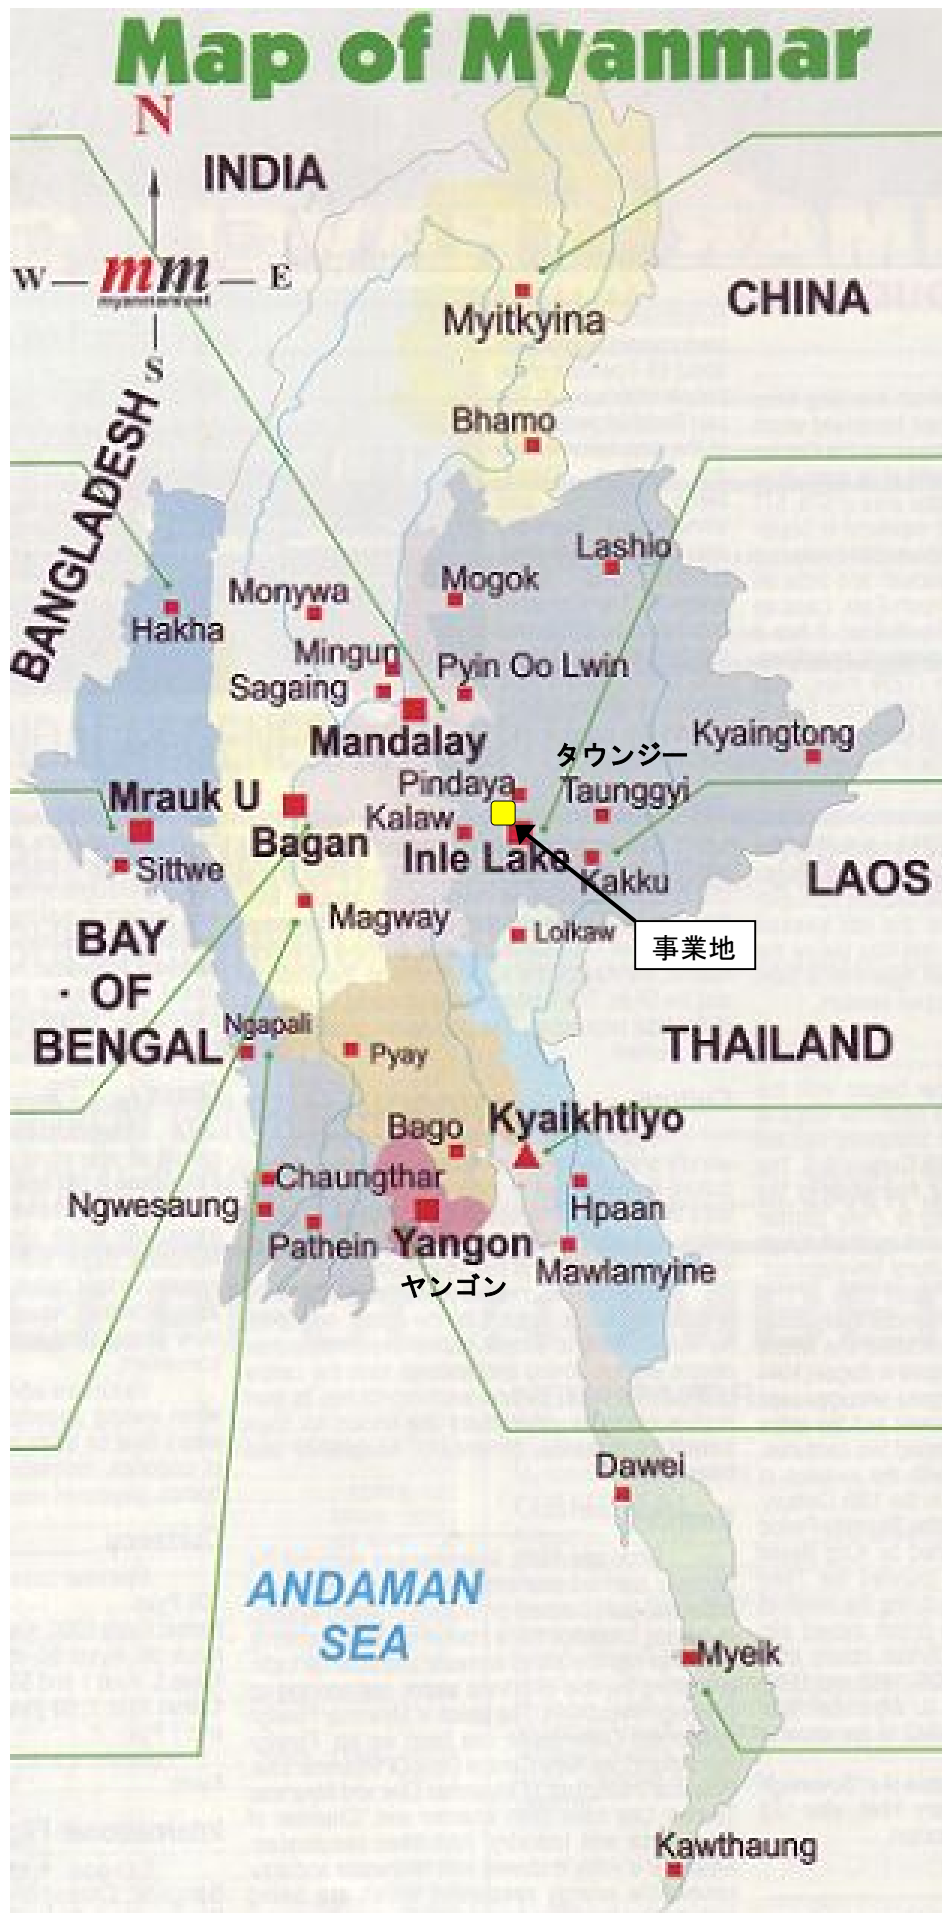 Map of Myanmar
N
INDIA
W
mm
E
CHINA
Myitkyina
S
Bhamo
BANGLADESH
Lashio
Mogok
Monywa
Hakha
Mingun
Pyin Oo Lwin
Sagaing
Kyaingtong
Mandalay
タウンジー
Pindaya
Taunggyi
Mrauk U
Kalaw
Bagan
Inle Lake
Sittwe
Kakku
LAOS
Magway
BAY
OF
BENGAL
Loikaw
事業地
Ngapali
THAILAND
Pyay
Kyaikhtiyo
Bago
Chaungthar
Ngwesaung
Hpaan
Pathein
Yangon
Mawlamyine
ヤンゴン
Dawei
ANDAMAN
SEA
Myeik
Kawthaung